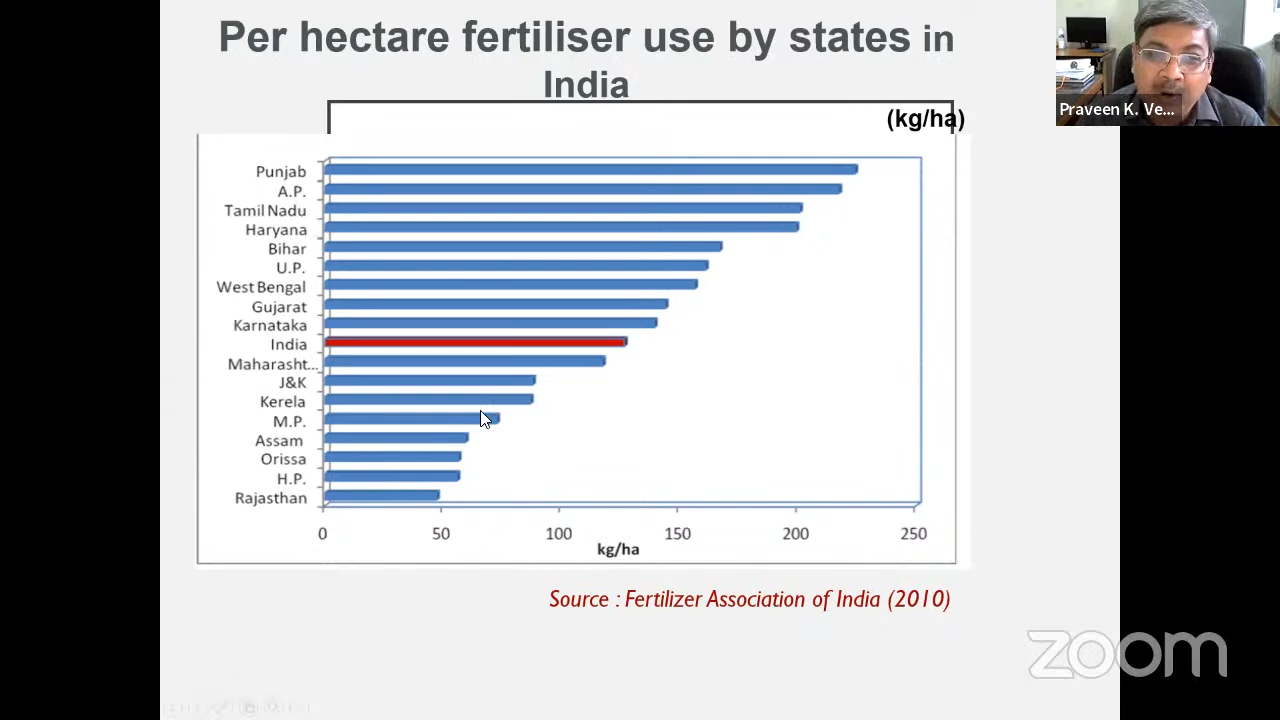 Per hectare fertiliser use by states in
India
(kg/ha)
Punjab
A.P.
Tamil Nadu
Haryana
Bihar
U.P.
West Bengal
Gujarat
Karnataka
India
Maharasht...
J&K
Kerela
M.P.
Assam
Orissa
H.P.
Rajasthan
0 50 100 150 200 250
kg/ha
Source : Fertilizer Association of India (2010)
Praveen K. Ve...
zoom